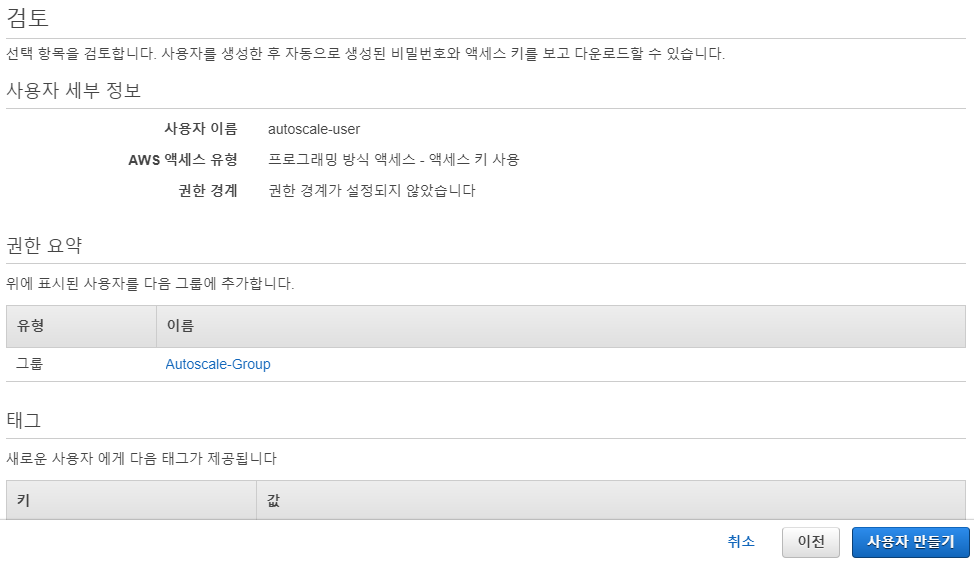 검토
선택 항목을 검토합니다. 사용자를 생성한 후 자동으로 생성된 비밀번호와 액세스 키를 보고 다운로드할 수 있습니다.
사용자 세부 정보
사용자 이름 autoscale-user
AWS 액세스 유형 프로그래밍 방식 액세스 - 액세스 키 사용
권한 경계 권한 경계가 설정되지 않았습니다
권한 요약
위에 표시된 사용자를 다음 그룹에 추가합니다.
유형 이름
그룹 Autoscale-Group
태그
새로운 사용자 에게 다음 태그가 제공됩니다
키 값
취소 이전 사용자 만들기